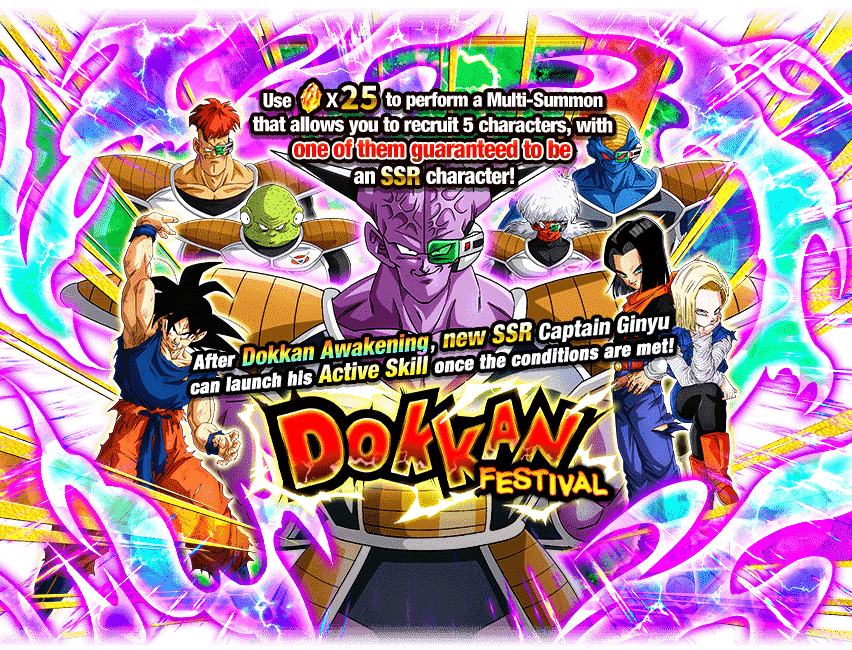 Use x25 to perform a Multi-Summon
that allows you to recruit 5 characters, with
one of them guaranteed to be
an SSR character!
After Dokkan Awakening, new SSR Captain Ginyu
can launch his Active Skill once the conditions are met!
DOKKAN
FESTIVAL